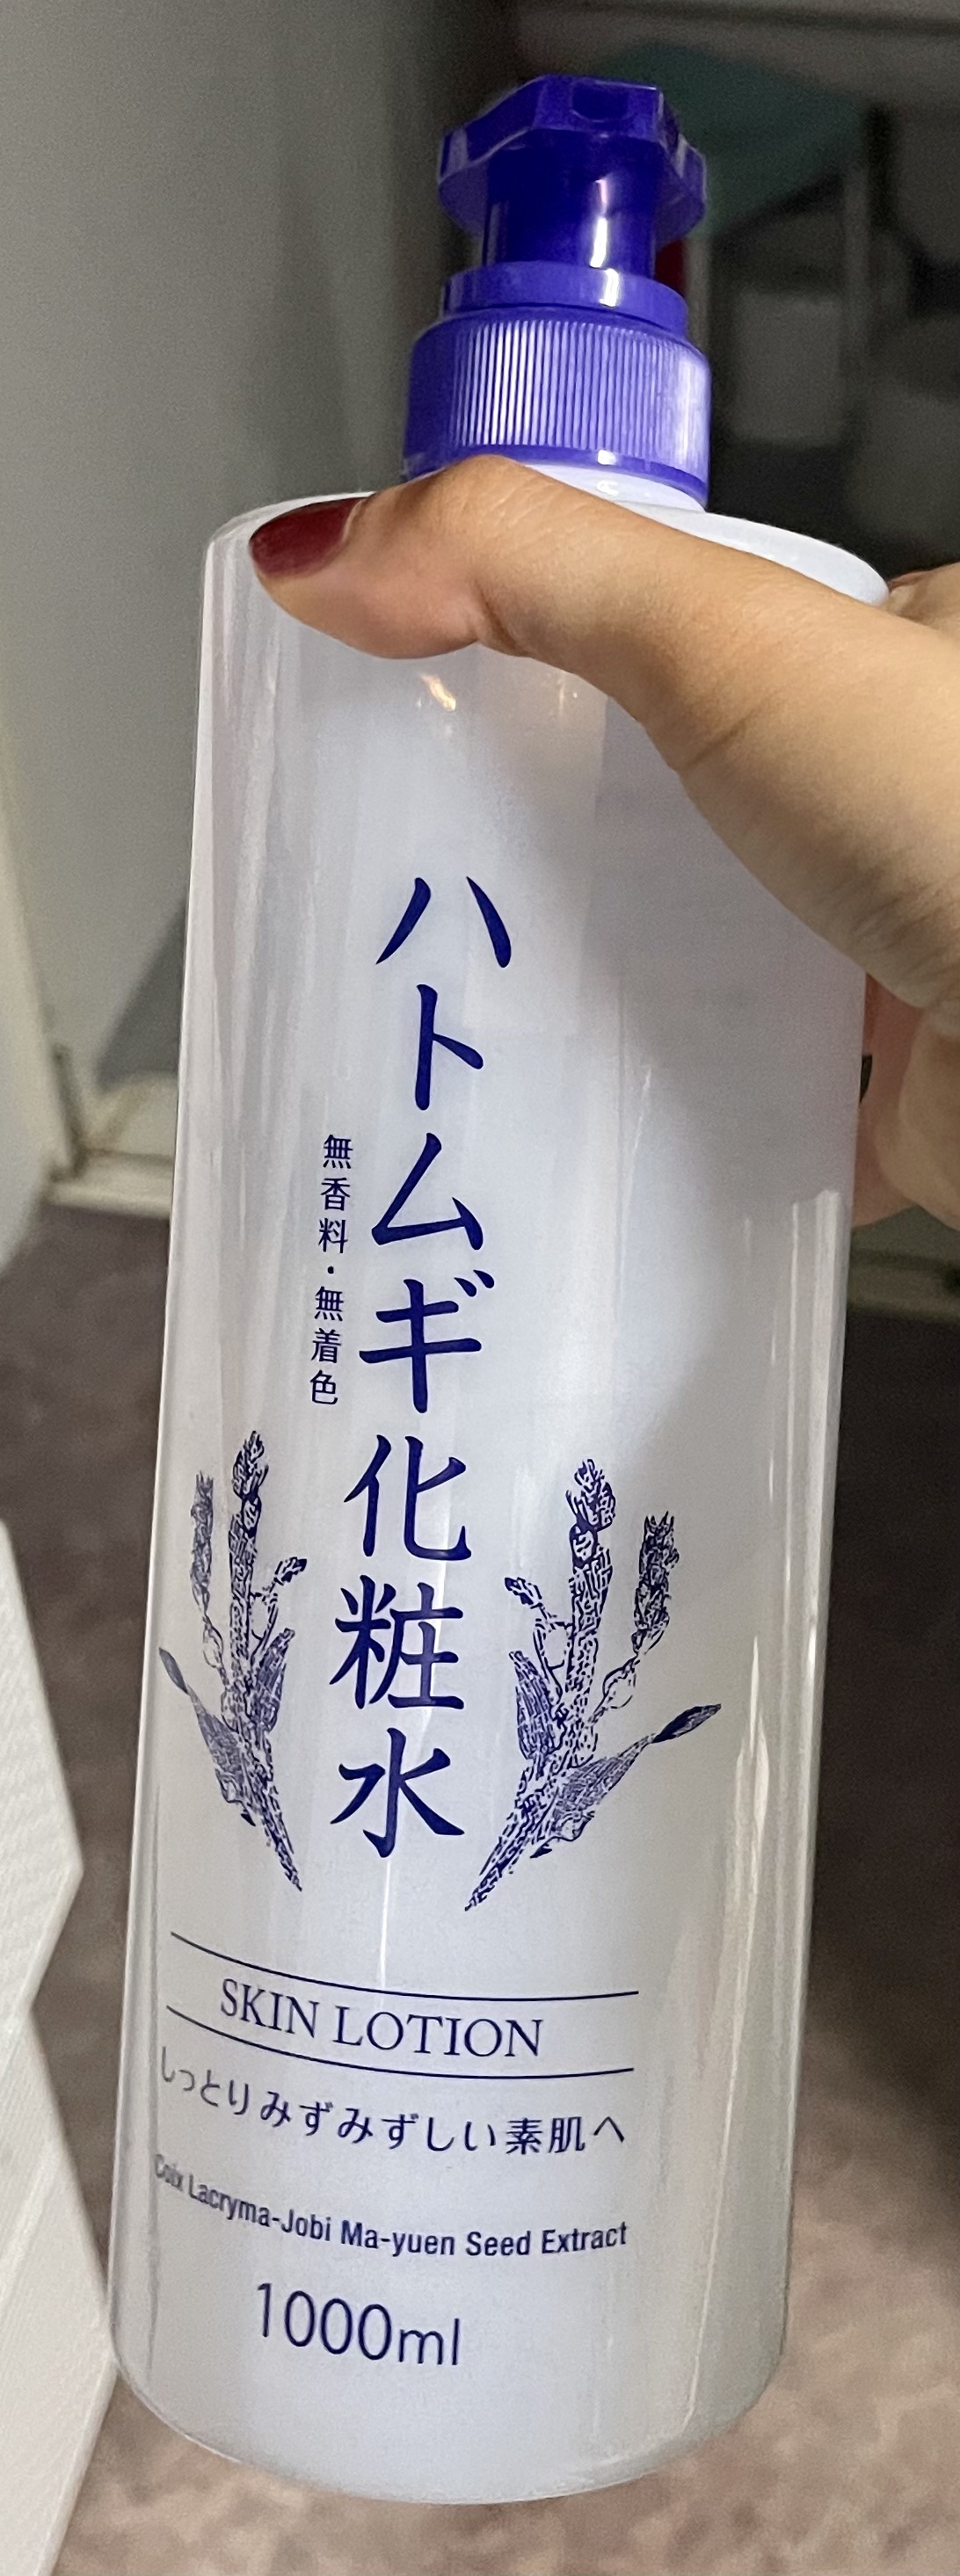 ハトムギ化粧水
無香料・無着色
SKIN LOTION
しっとりみずみずしい素肌へ
Coix Lacryma-Jobi Ma-yuen Seed Extract
1000ml